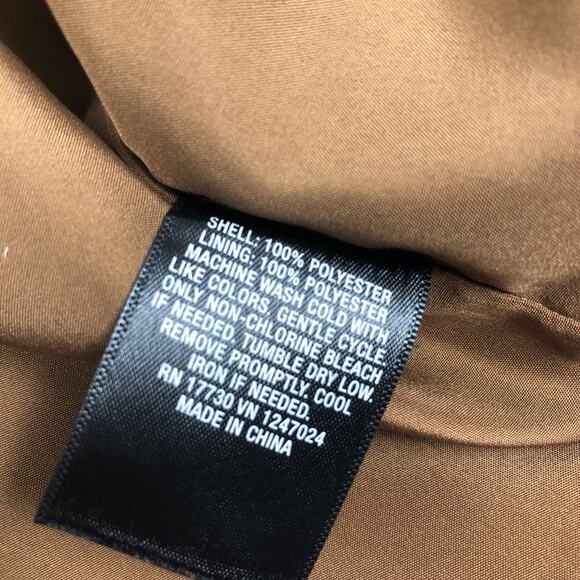 SHELL: 100% POLYESTER
LINING: 100% POLYESTER
MACHINE WASH COLD WITH
LIKE COLORS, GENTLE CYCLE.
ONLY NON-CHLORINE BLEACH
IF NEEDED. TUMBLE DRY LOW.
REMOVE PROMPTLY. COOL
IRON IF NEEDED.
RN 17730 VN 1247024
MADE IN CHINA